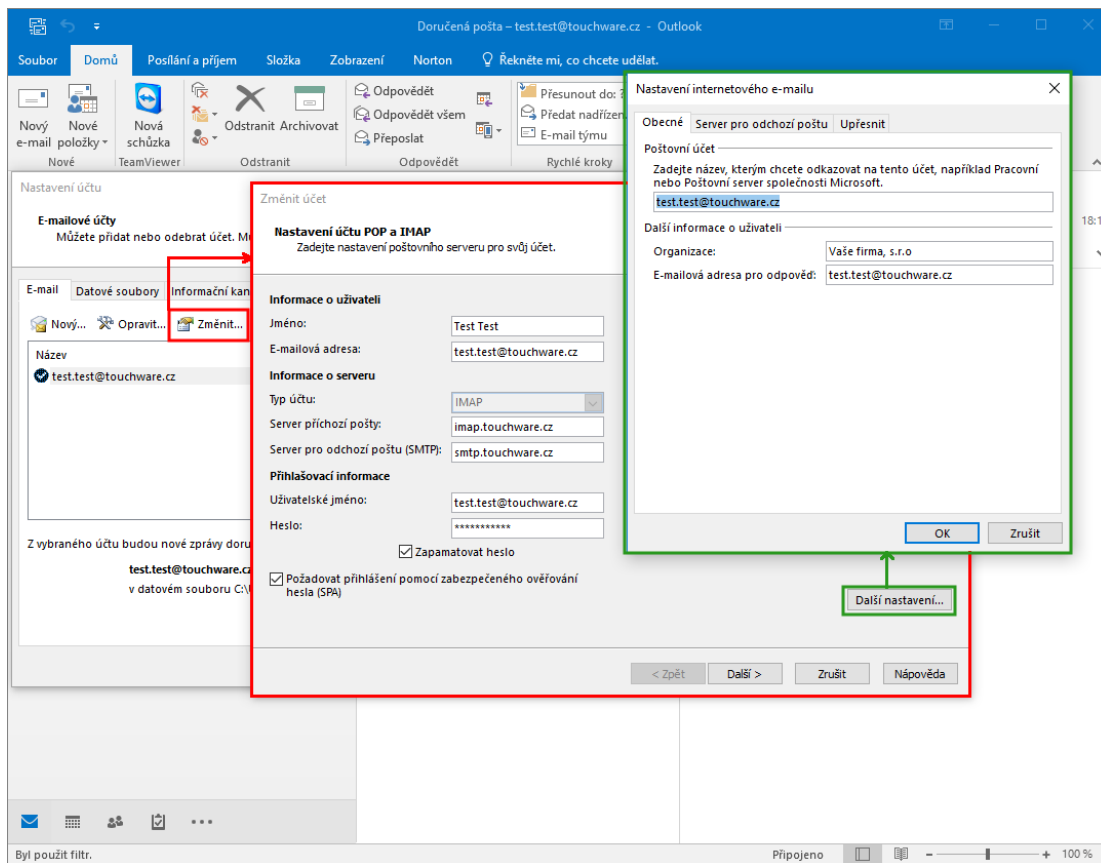 Doručená pošta – test.test@touchware.cz - Outlook
Soubor Domů Posílání a příjem Složka Zobrazení Norton Řekněte mi, co chcete udělat.
Nový e-mail
Nové položky
Nové
Nová schůzka
TeamViewer
Odstranit Archivovat
Odstranit
Odpovědět
Odpovědět všem
Přeposlat
Odpovědět
Přesunout do: ?
Předat nadřízen
E-mail týmu
Rychlé kroky
Nastavení účtu
E-mailové účty
Můžete přidat nebo odebrat účet.
E-mail Datové soubory Informační kan
Nový... Opravit... Změnit...
Název
test.test@touchware.cz
Z vybraného účtu budou nové zprávy doru
test.test@touchware.cz
v datovém souboru C:\
Změnit účet
Nastavení účtu POP a IMAP
Zadejte nastavení poštovního serveru pro svůj účet.
Informace o uživateli
Jméno: Test Test
E-mailová adresa: test.test@touchware.cz
Informace o serveru
Typ účtu: IMAP
Server příchozí pošty: imap.touchware.cz
Server pro odchozí poštu (SMTP): smtp.touchware.cz
Přihlašovací informace
Uživatelské jméno: test.test@touchware.cz
Heslo: ***********
Zapamatovat heslo
Požadovat přihlášení pomocí zabezpečeného ověřování
hesla (SPA)
Další nastavení...
< Zpět Další > Zrušit Nápověda
Nastavení internetového e-mailu
Obecné Server pro odchozí poštu Upřesnit
Poštovní účet
Zadejte název, kterým chcete odkazovat na tento účet, například Pracovní
nebo Poštovní server společnosti Microsoft.
test.test@touchware.cz
Další informace o uživateli
Organizace: Vaše firma, s.r.o
E-mailová adresa pro odpověď: test.test@touchware.cz
OK Zrušit
18:1
Byl použit filtr.
Připojeno
100 %